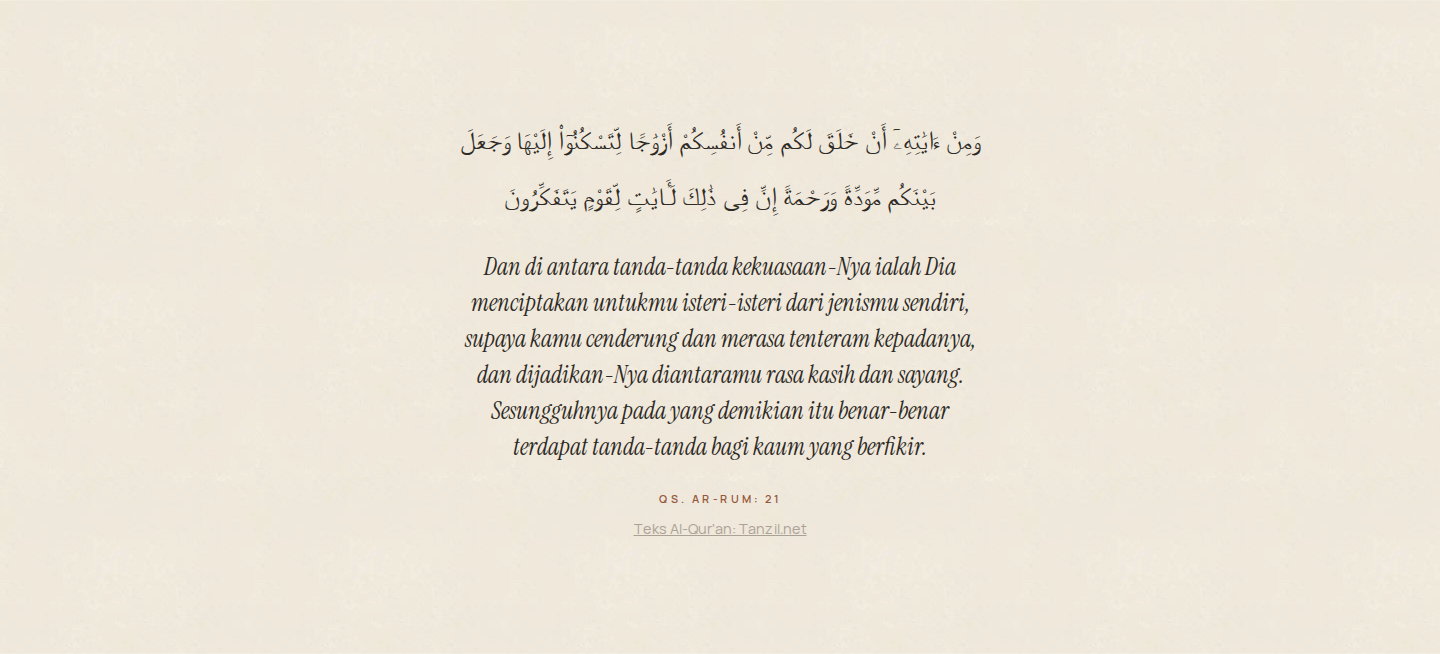 وَمِنْ ءَايَٰتِهِۦٓ أَنْ خَلَقَ لَكُم مِّنْ أَنفُسِكُمْ أَزْوَٰجًا لِّتَسْكُنُوٓا۟ إِلَيْهَا وَجَعَلَ
بَيْنَكُم مَّوَدَّةً وَرَحْمَةً إِنَّ فِى ذَٰلِكَ لَـَٔايَٰتٍ لِّقَوْمٍ يَتَفَكَّرُونَ
Dan di antara tanda-tanda kekuasaan-Nya ialah Dia
menciptakan untukmu isteri-isteri dari jenismu sendiri,
supaya kamu cenderung dan merasa tenteram kepadanya,
dan dijadikan-Nya diantaramu rasa kasih dan sayang.
Sesungguhnya pada yang demikian itu benar-benar
terdapat tanda-tanda bagi kaum yang berfikir.
QS. AR-RUM: 21
Teks Al-Qur'an: Tanzil.net